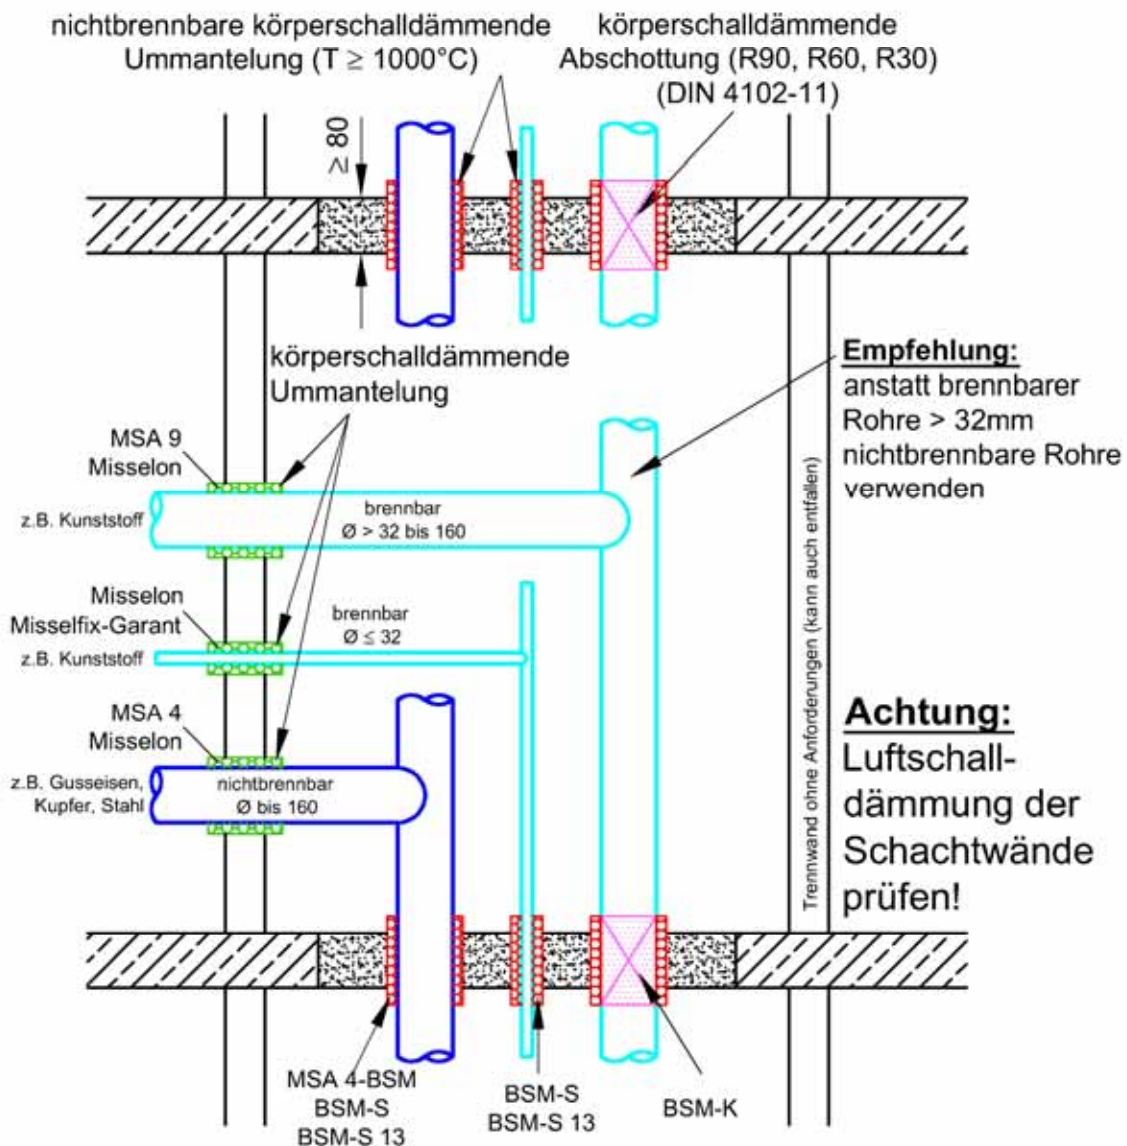 nichtbrennbare körperschalldämmende
Ummantelung (T ≥ 1000°C)
körperschalldämmende
Abschottung (R90, R60, R30)
(DIN 4102-11)
≥ 80
körperschalldämmende
Ummantelung
Empfehlung:
anstatt brennbarer
Rohre > 32mm
nichtbrennbare Rohre
verwenden
MSA 9
Misselon
z.B. Kunststoff
brennbar
Ø > 32 bis 160
Misselon
Misselfix-Garant
z.B. Kunststoff
brennbar
Ø ≤ 32
MSA 4
Misselon
z.B. Gusseisen,
Kupfer, Stahl
nichtbrennbar
Ø bis 160
Trennwand ohne Anforderungen (kann auch entfallen)
Achtung:
Luftschall-
dämmung der
Schachtwände
prüfen!
MSA 4-BSM
BSM-S
BSM-S 13
BSM-S
BSM-S 13
BSM-K